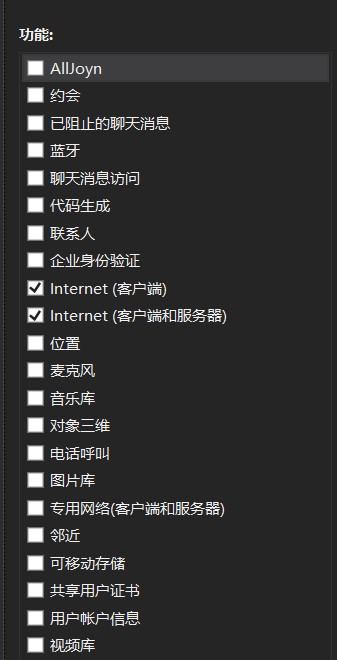 功能:
AllJoyn
约会
已阻止的聊天消息
蓝牙
聊天消息访问
代码生成
联系人
企业身份验证
Internet (客户端)
Internet (客户端和服务器)
位置
麦克风
音乐库
对象三维
电话呼叫
图片库
专用网络(客户端和服务器)
邻近
可移动存储
共享用户证书
用户帐户信息
视频库